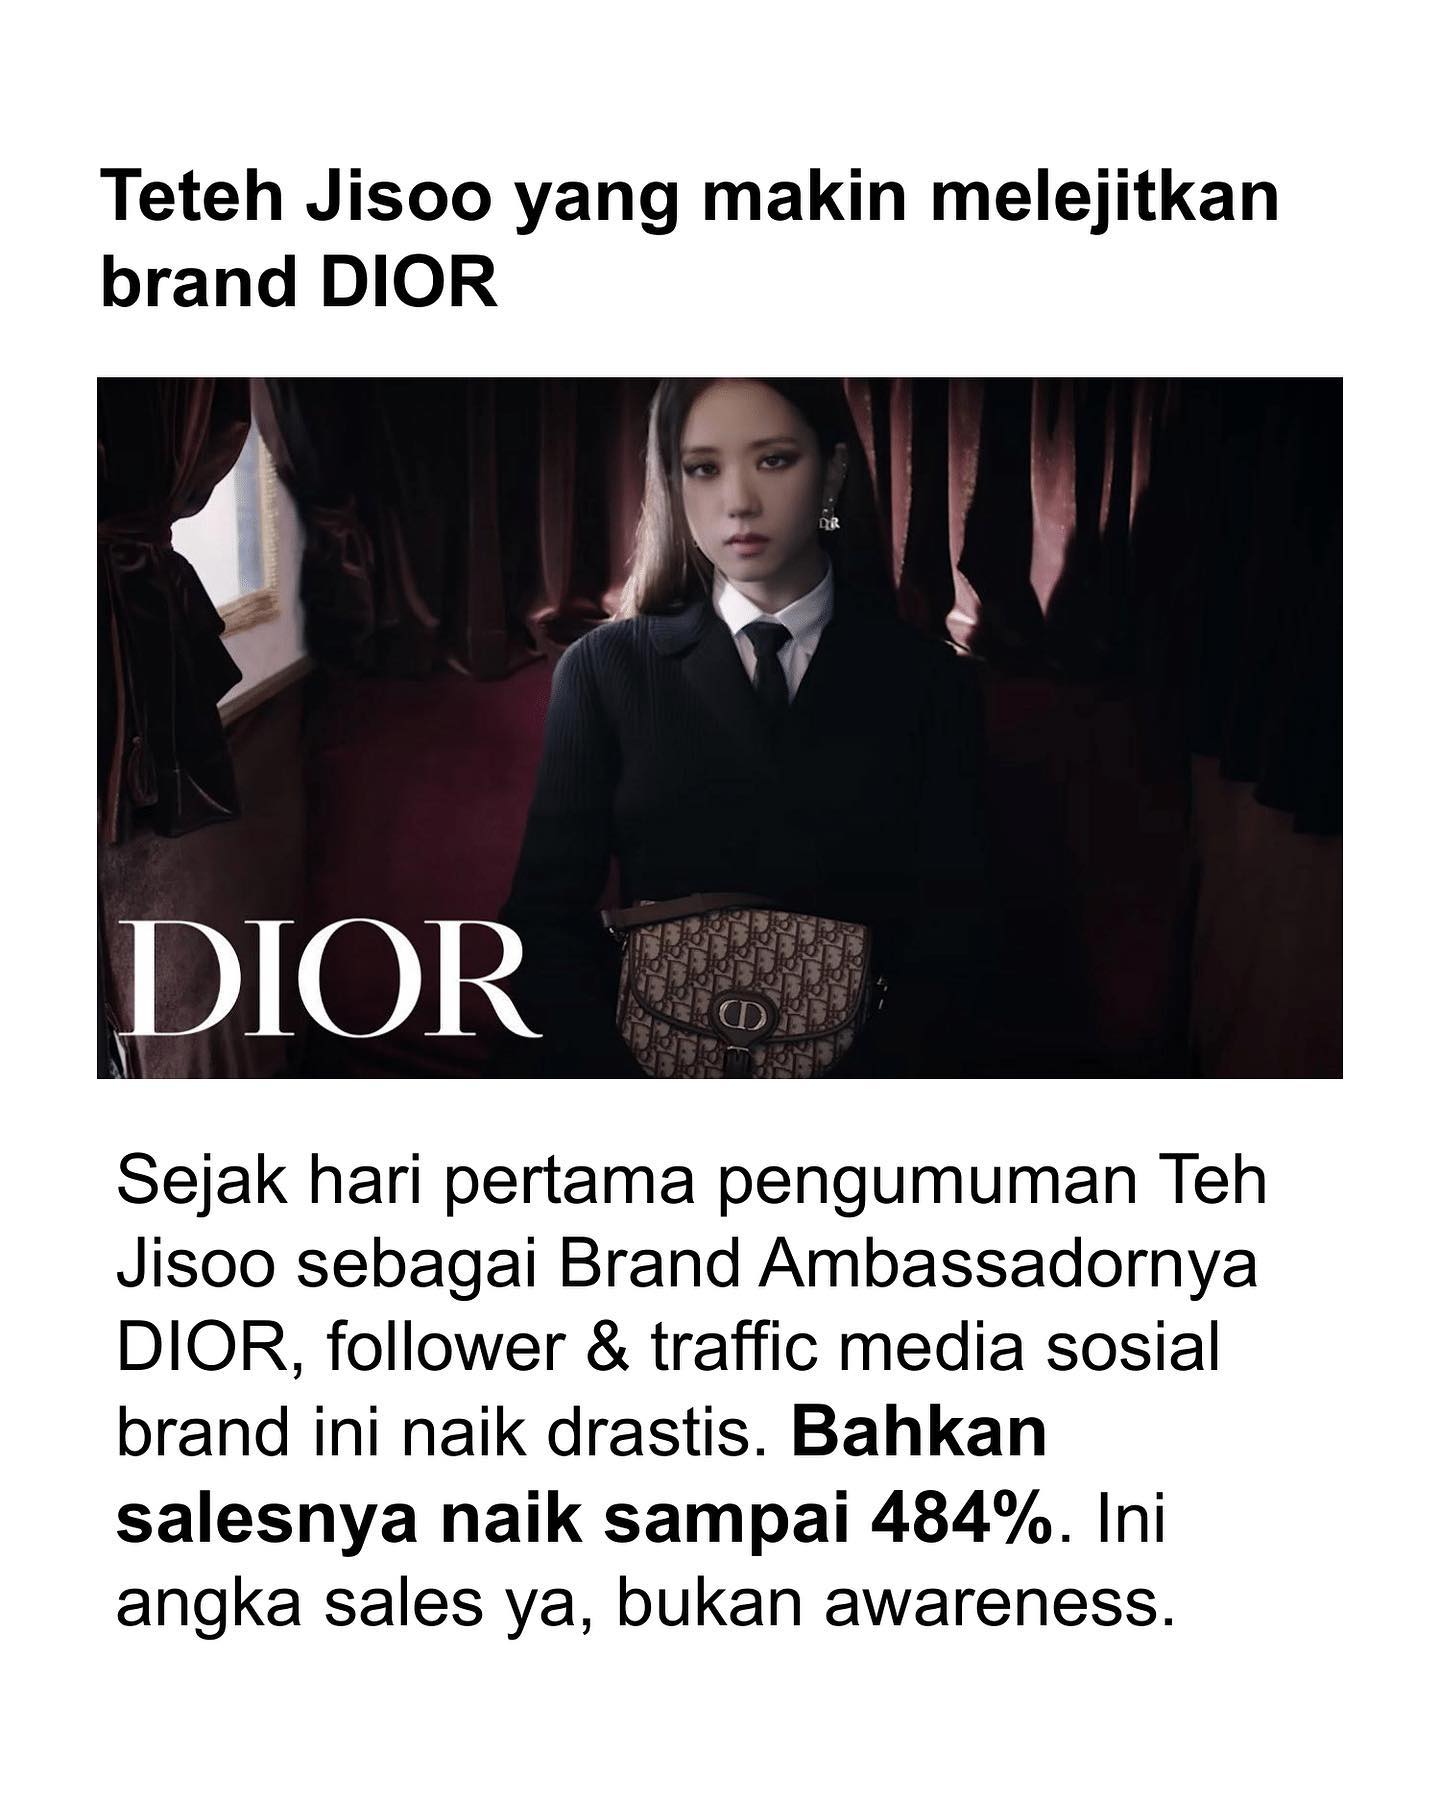 Teteh Jisoo yang makin melejitkan
brand DIOR
DIOR
Sejak hari pertama pengumuman Teh
Jisoo sebagai Brand Ambassadornya
DIOR, follower & traffic media sosial
brand ini naik drastis. Bahkan
salesnya naik sampai 484%. Ini
angka sales ya, bukan awareness.